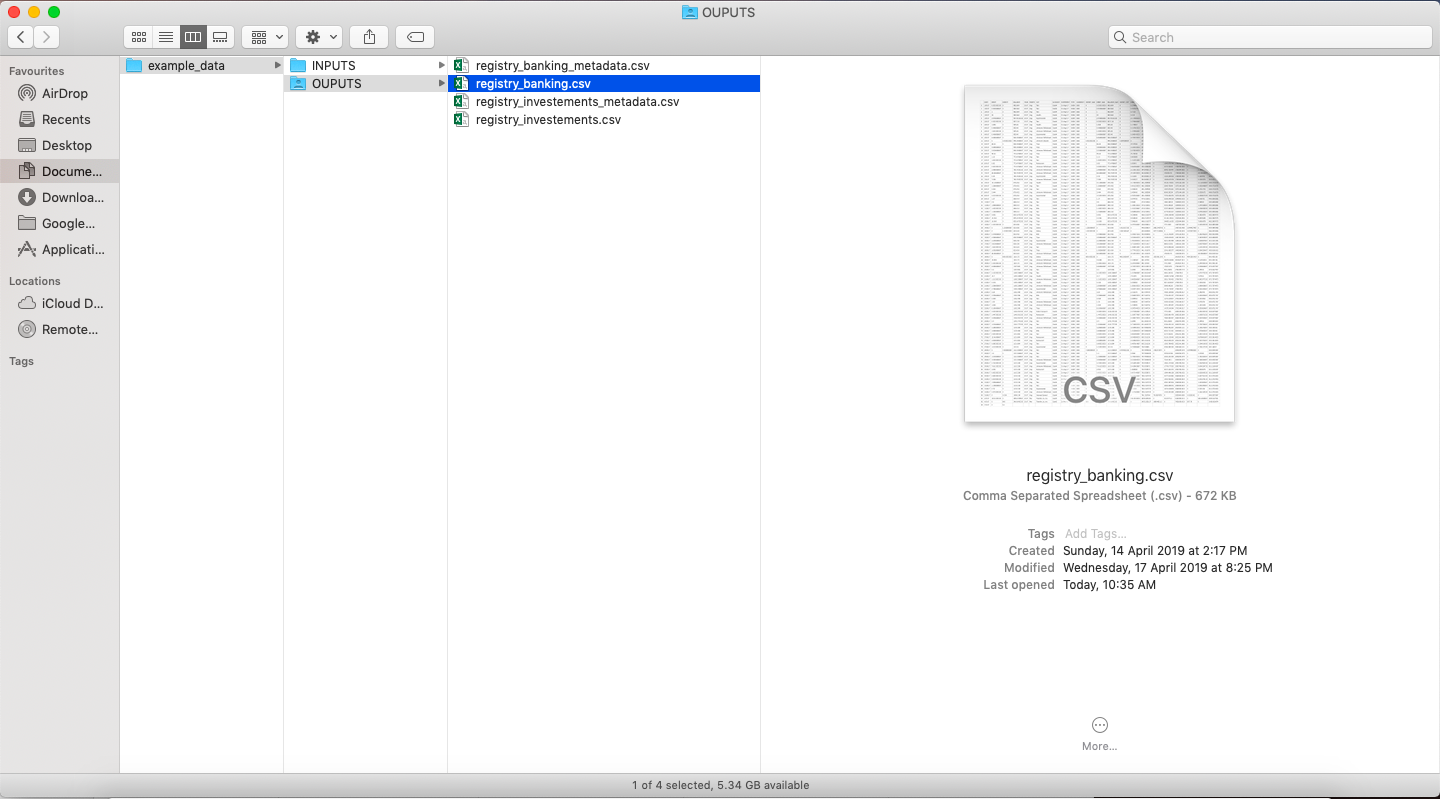 OUPUTS
Search
Favourites
AirDrop
Recents
Desktop
Docume...
Downloa...
Google...
Applicati...
Locations
iCloud D...
Remote...
Tags
example_data
INPUTS
OUPUTS
registry_banking_metadata.csv
registry_banking.csv
registry_investements_metadata.csv
registry_investements.csv
CSV
registry_banking.csv
Comma Separated Spreadsheet (.csv) - 672 KB
Tags Add Tags...
Created Sunday, 14 April 2019 at 2:17 PM
Modified Wednesday, 17 April 2019 at 8:25 PM
Last opened Today, 10:35 AM
More...
1 of 4 selected, 5.34 GB available